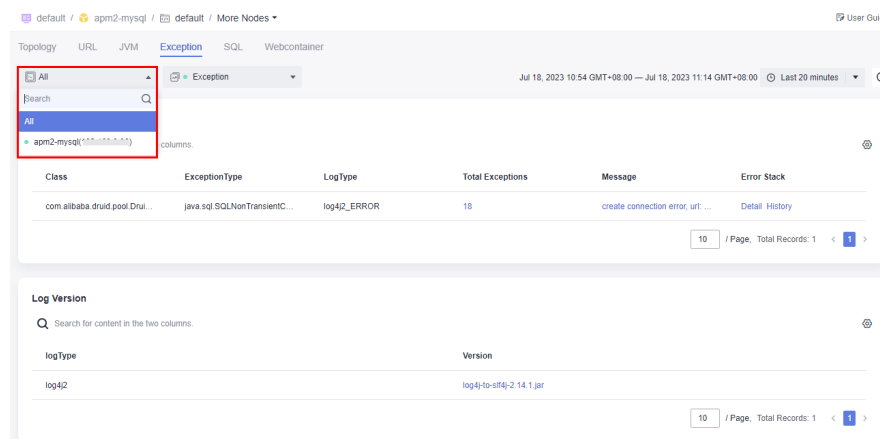 default / apm2-mysql / default / More Nodes
User Gui
Topology URL JVM Exception SQL Webcontainer
All Exception Jul 18, 2023 10:54 GMT+08:00 — Jul 18, 2023 11:14 GMT+08:00 Last 20 minutes
Search
All
apm2-mysql( ) columns.
Class ExceptionType LogType Total Exceptions Message Error Stack
com.alibaba.druid.pool.Drui... java.sql.SQLNonTransientC... log4j2_ERROR 18 create connection error, url: ... Detail History
10 / Page, Total Records: 1 < 1 >
Log Version
Search for content in the two columns.
logType Version
log4j2 log4j-to-slf4j-2.14.1.jar
10 / Page, Total Records: 1 < 1 >